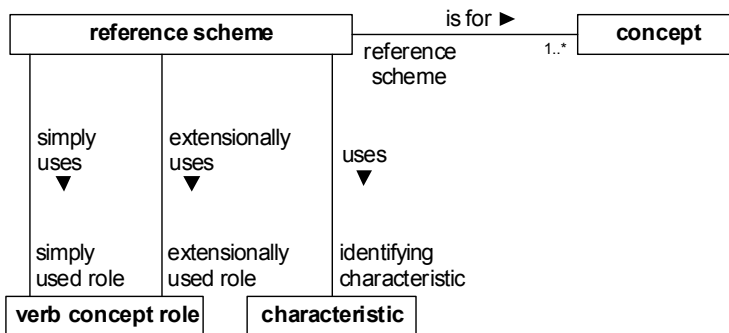 is for ►
reference scheme
concept
reference
scheme
1..*
simply
uses
▼
extensionally
uses
▼
uses
▼
simply
used role
extensionally
used role
identifying
characteristic
verb concept role
characteristic